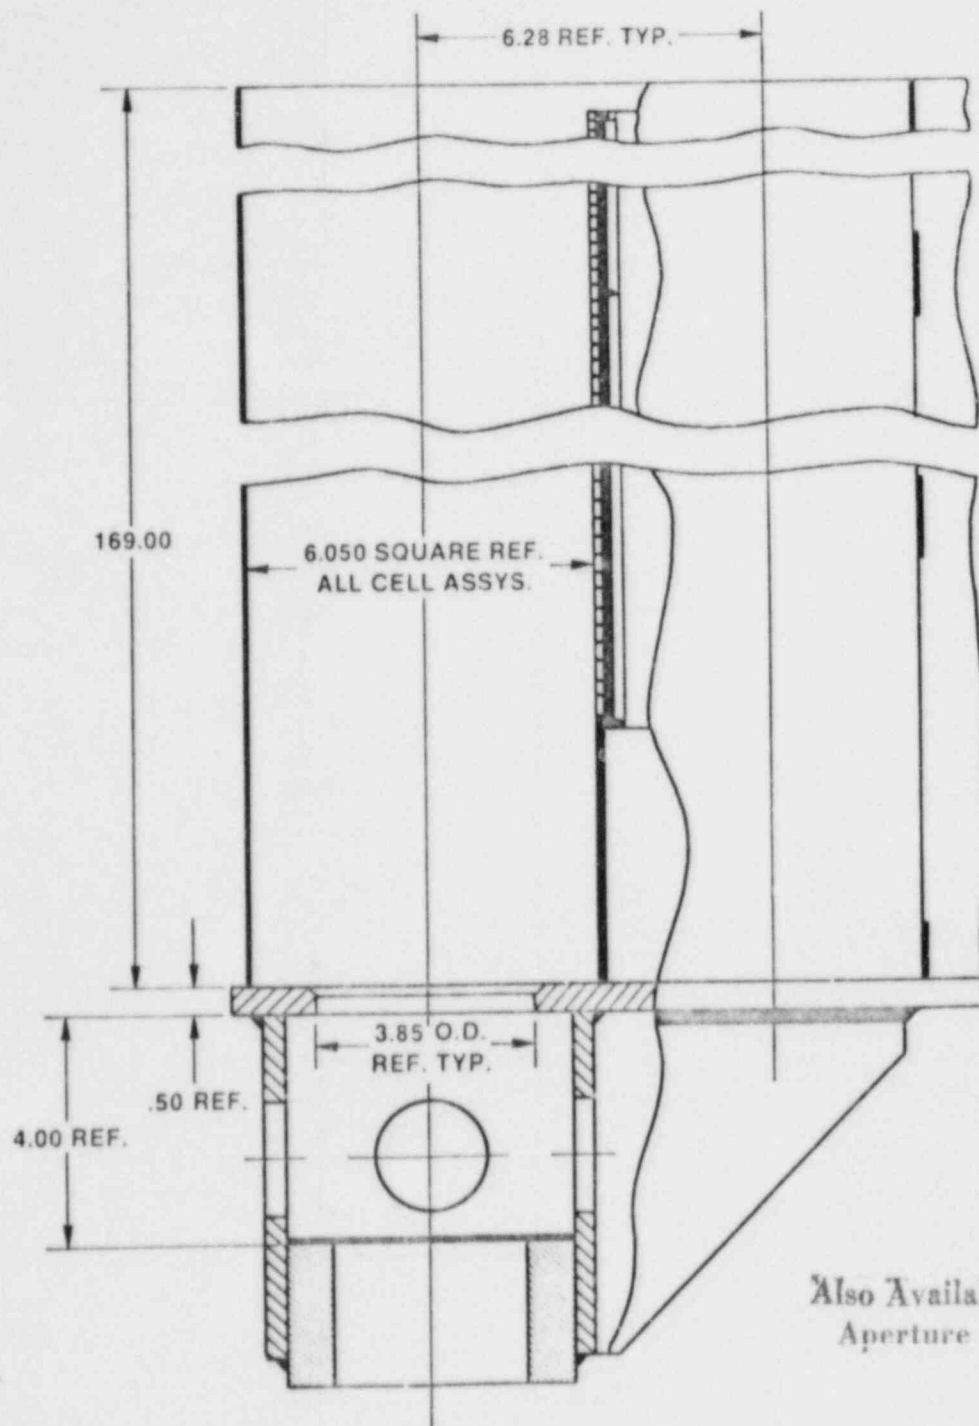 6.28 REF. TYP.
169.00
6.050 SQUARE REF.
ALL CELL ASSYS.
3.85 O.D.
REF. TYP.
.50 REF.
4.00 REF.
Also Availa
Aperture